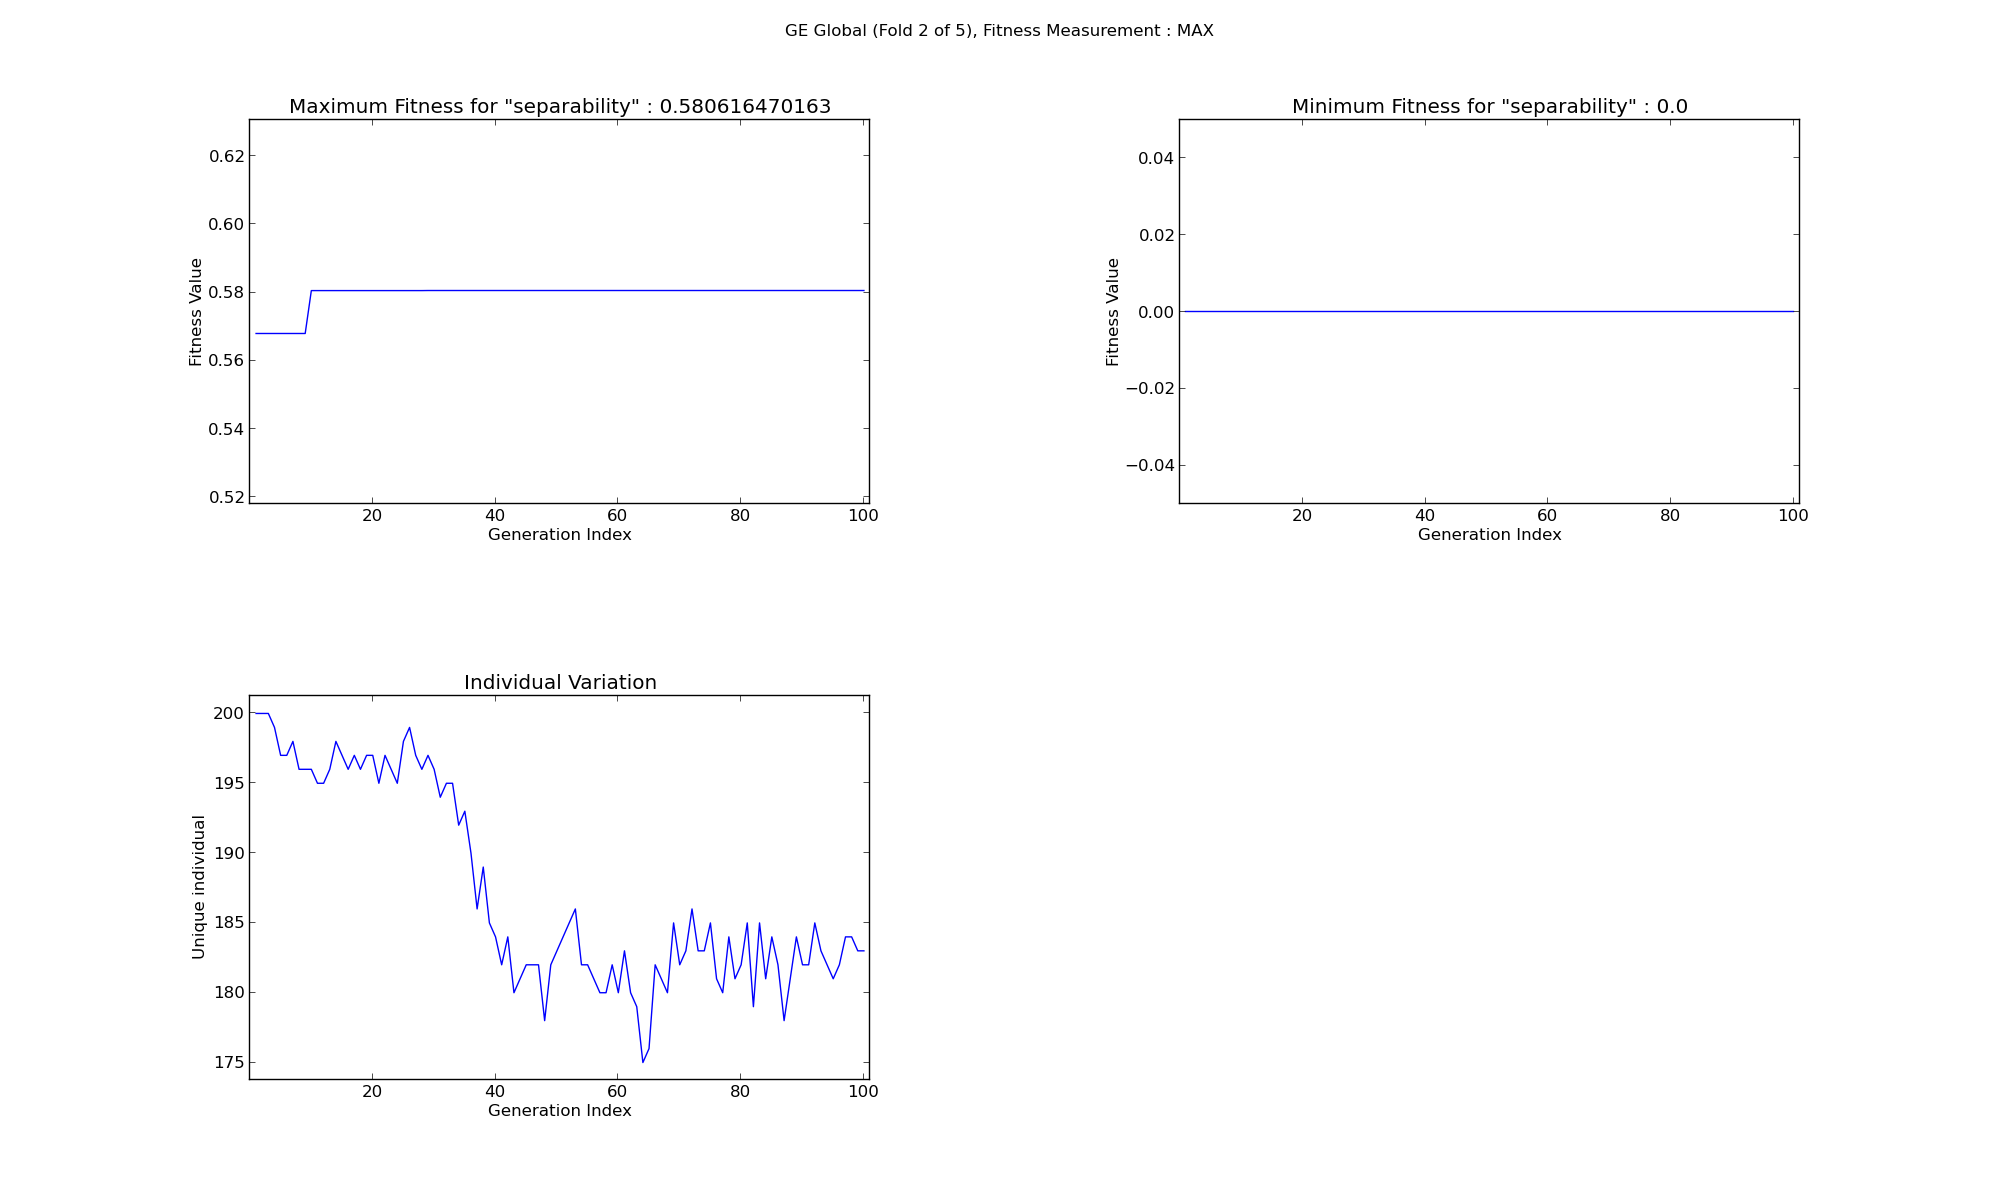 GE Global (Fold 2 of 5), Fitness Measurement : MAX
Maximum Fitness for "separability" : 0.580616470163
0.62
0.60
0.58
0.56
0.54
0.52
Fitness Value
20 40 60 80 100
Generation Index
Minimum Fitness for "separability" : 0.0
0.04
0.02
0.00
−0.02
−0.04
Fitness Value
20 40 60 80 100
Generation Index
Individual Variation
200
195
190
185
180
175
Unique individual
20 40 60 80 100
Generation Index